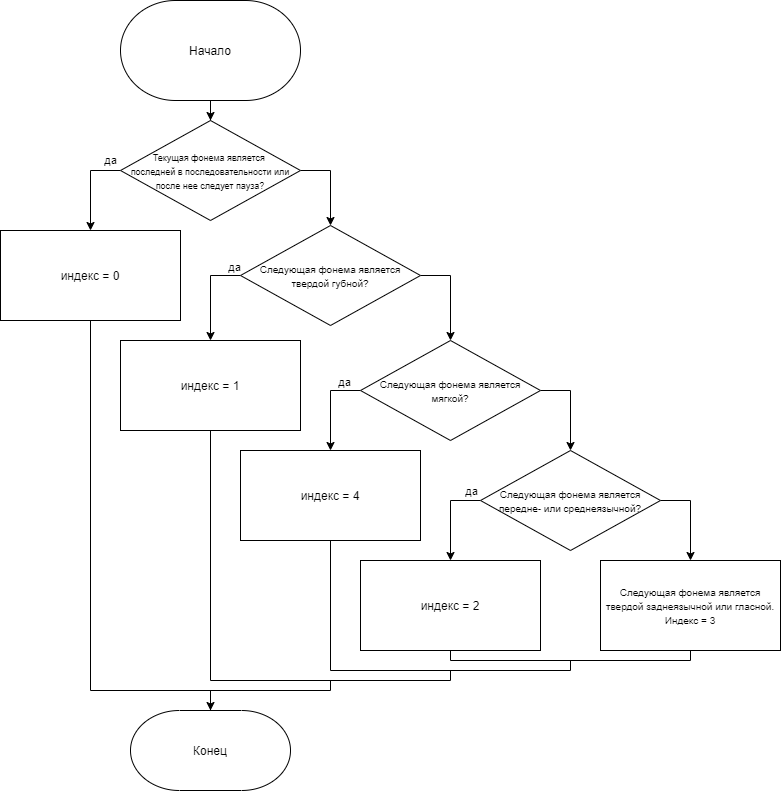 Начало
да
Текущая фонема является
последней в последовательности или
после нее следует пауза?
индекс = 0
да
Следующая фонема является
твердой губной?
индекс = 1
да
Следующая фонема является
мягкой?
индекс = 4
да
Следующая фонема является
передне- или среднеязычной?
индекс = 2
Следующая фонема является
твердой заднеязычной или гласной.
Индекс = 3
Конец